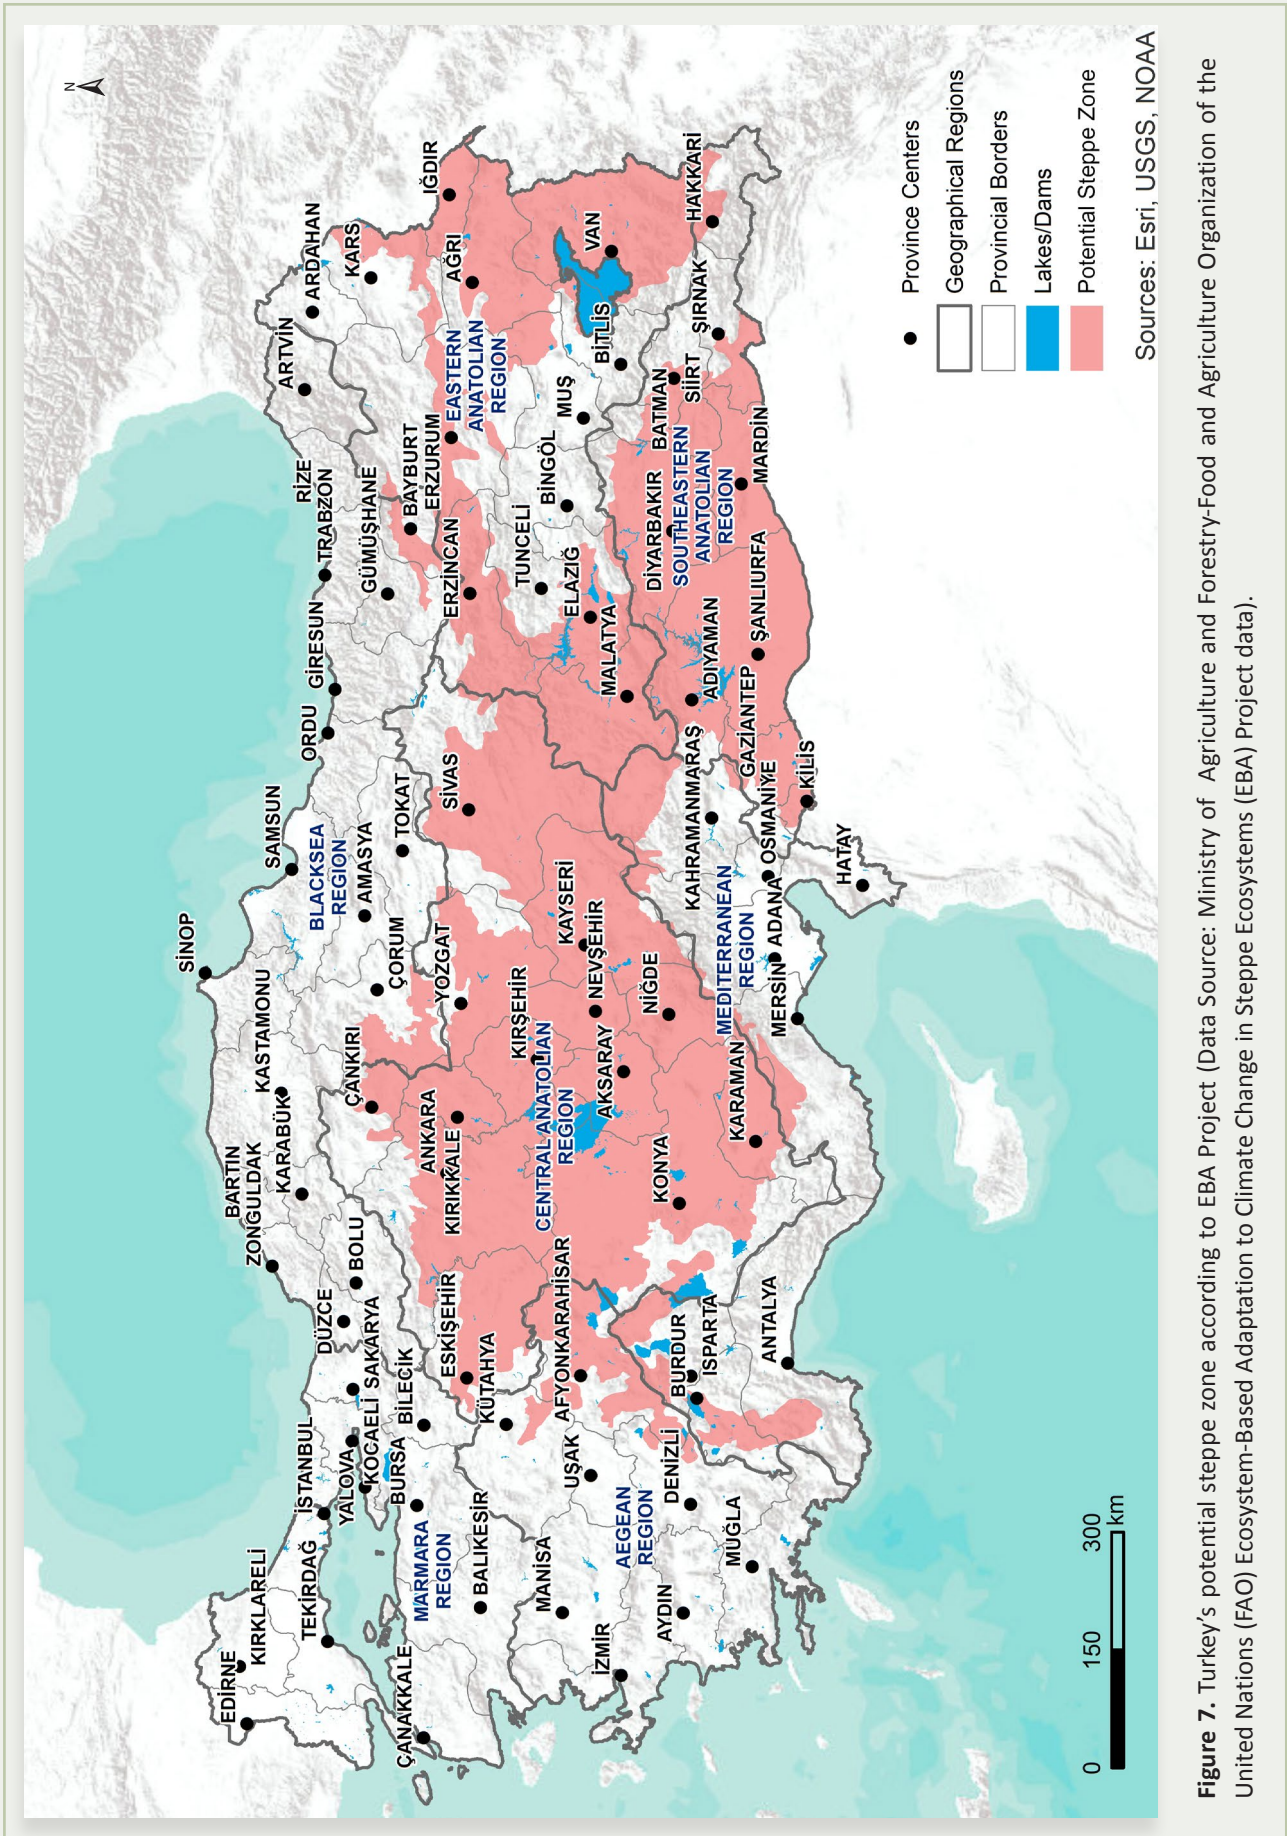 N
SİNOP
EDİRNE
KIRKLARELİ
TEKİRDAĞ
İSTANBUL
YALOVA
KOCAELİ
SAKARYA
DÜZCE
BOLU
ZONGULDAK
BARTIN
KARABÜK
KASTAMONU
ÇANKIRI
ÇORUM
SAMSUN
BLACKSEA
REGION
AMASYA
TOKAT
ORDU
GİRESUN
TRABZON
RİZE
GÜMÜŞHANE
BAYBURT
ARTVİN
ARDAHAN
KARS
IĞDIR
AĞRI
ERZURUM
ERZİNCAN
EASTERN
ANATOLIAN
REGION
ÇANAKKALE
MARMARA
REGION
BURSA
BİLECİK
BALIKESİR
ESKİŞEHİR
KÜTAHYA
ANKARA
KIRIKKALE
YOZGAT
SİVAS
MANİSA
İZMİR
UŞAK
AFYONKARAHİSAR
CENTRAL ANATOLIAN
REGION
KIRŞEHİR
AKSARAY
NEVŞEHİR
KAYSERİ
NİĞDE
MALATYA
ELAZIĞ
TUNCELİ
BİNGÖL
MUŞ
BİTLİS
VAN
HAKKARİ
AEGEAN
REGION
AYDIN
DENİZLİ
MUĞLA
BURDUR
ISPARTA
ANTALYA
KONYA
KARAMAN
MEDITERRANEAN
REGION
MERSİN
ADANA
OSMANİYE
KAHRAMANMARAŞ
HATAY
KİLİS
GAZİANTEP
ADIYAMAN
ŞANLIURFA
DİYARBAKIR
SOUTHEASTERN
ANATOLIAN
REGION
MARDİN
BATMAN
SİİRT
ŞIRNAK
0 150 300
km
Province Centers
Geographical Regions
Provincial Borders
Lakes/Dams
Potential Steppe Zone
Sources: Esri, USGS, NOAA
Figure 7. Turkey’s potential steppe zone according to EBA Project (Data Source: Ministry of Agriculture and Forestry-Food and Agriculture Organization of the
United Nations (FAO) Ecosystem-Based Adaptation to Climate Change in Steppe Ecosystems (EBA) Project data).